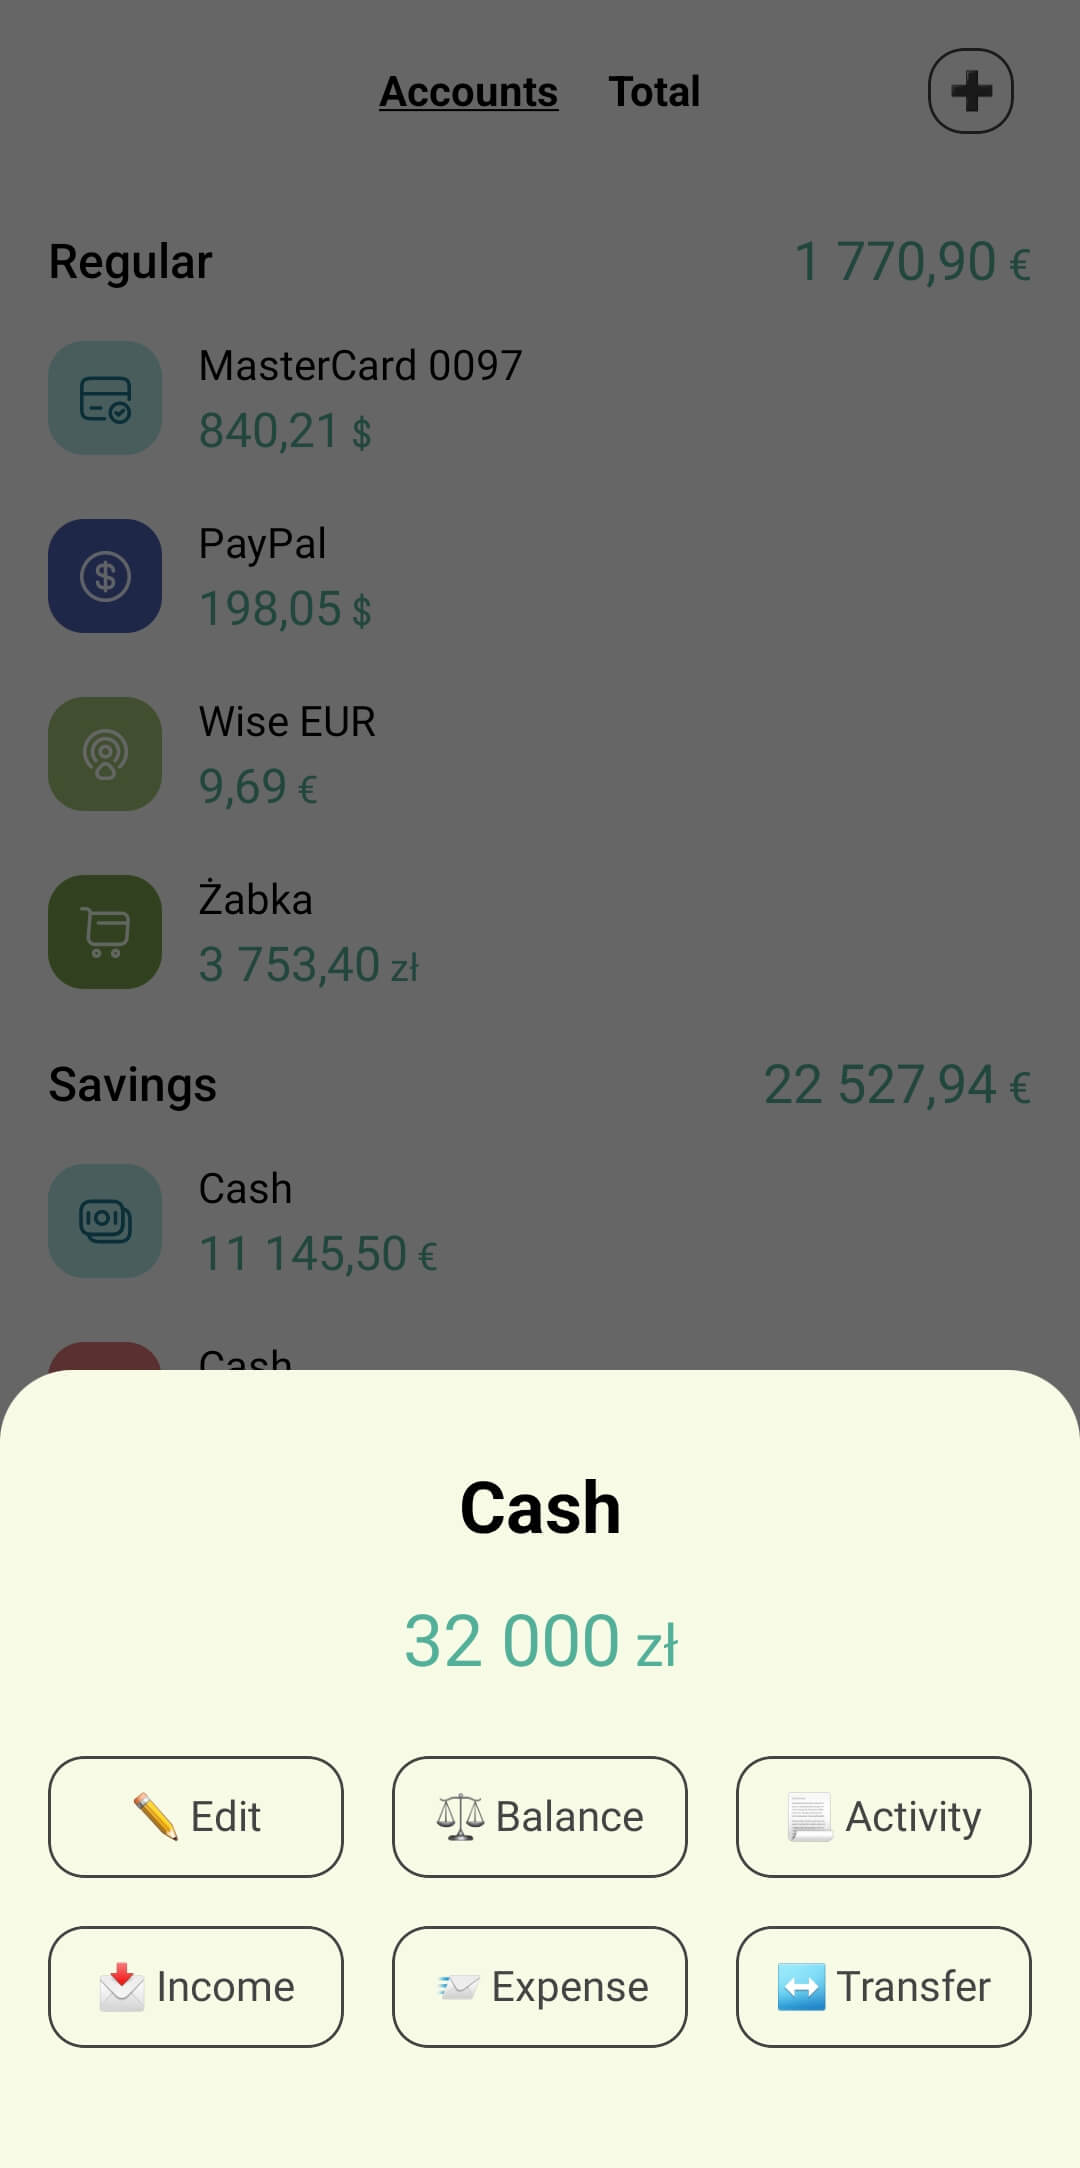 Accounts Total
Regular 1 770,90 €
MasterCard 0097
840,21 $
PayPal
198,05 $
Wise EUR
9,69 €
Żabka
3 753,40 zł
Savings 22 527,94 €
Cash
11 145,50 €
Cash
Cash
32 000 zł
Edit Balance Activity
Income Expense Transfer